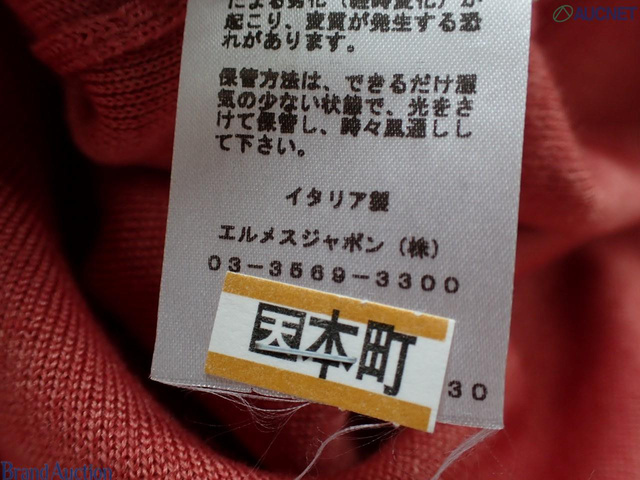 AUCNET
による劣化（経時変化）が
起こり、変質が発生する恐
れがあります。
保管方法は、できるだけ湿
気の少ない状態で、光をさ
けて保管し、時々風通しし
て下さい。
イタリア製
エルメスジャポン（株）
03-3569-3300
因本町
30
Brand Auction